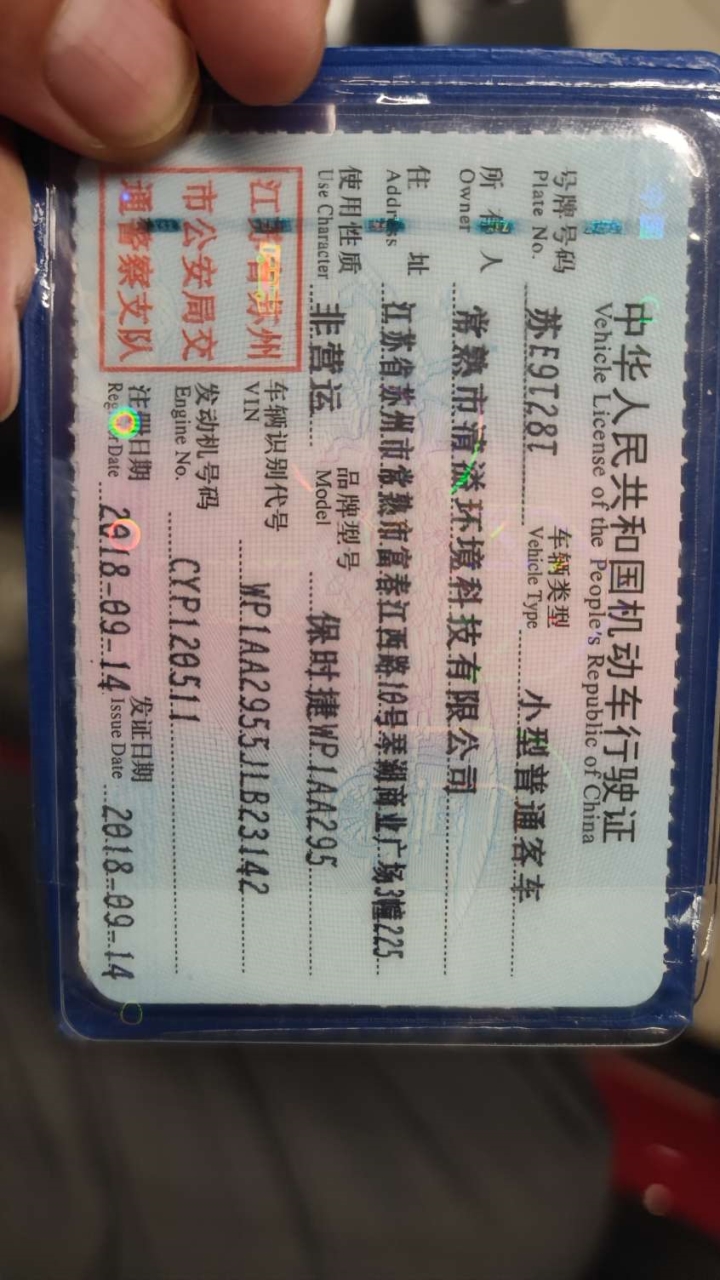 中华人民共和国机动车行驶证
Vehicle License of the People's Republic of China
号牌号码 苏E9T28T 车辆类型 小型普通客车
Plate No. Vehicle Type
所有人 常熟市清源环境科技有限公司
Owner
住址 江苏省苏州市常熟市富春江西路10号琴湖商业广场3幢225
Address
使用性质 非营运 品牌型号 保时捷WP1AA295
Use Character Model
江苏省苏州市公安局交通警察支队
车辆识别代号 WP1AA2955JLB23142
VIN
发动机号码 CYP120511
Engine No.
注册日期 2018-09-14 发证日期 2018-09-14
Register Date Issue Date